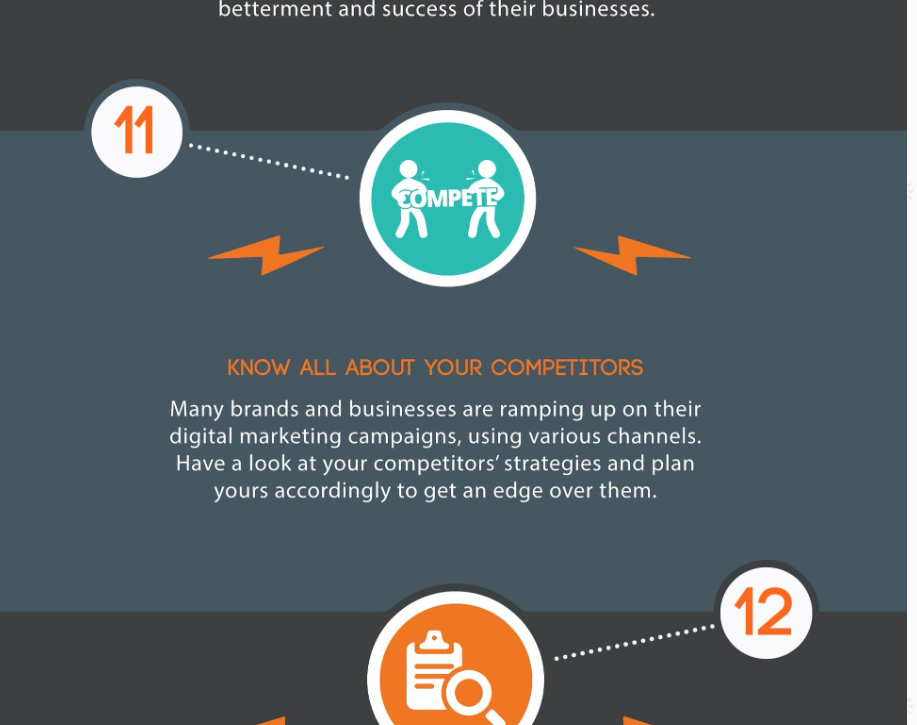 betterment and success of their businesses.
11
COMPETE
KNOW ALL ABOUT YOUR COMPETITORS
Many brands and businesses are ramping up on their
digital marketing campaigns, using various channels.
Have a look at your competitors' strategies and plan
yours accordingly to get an edge over them.
12